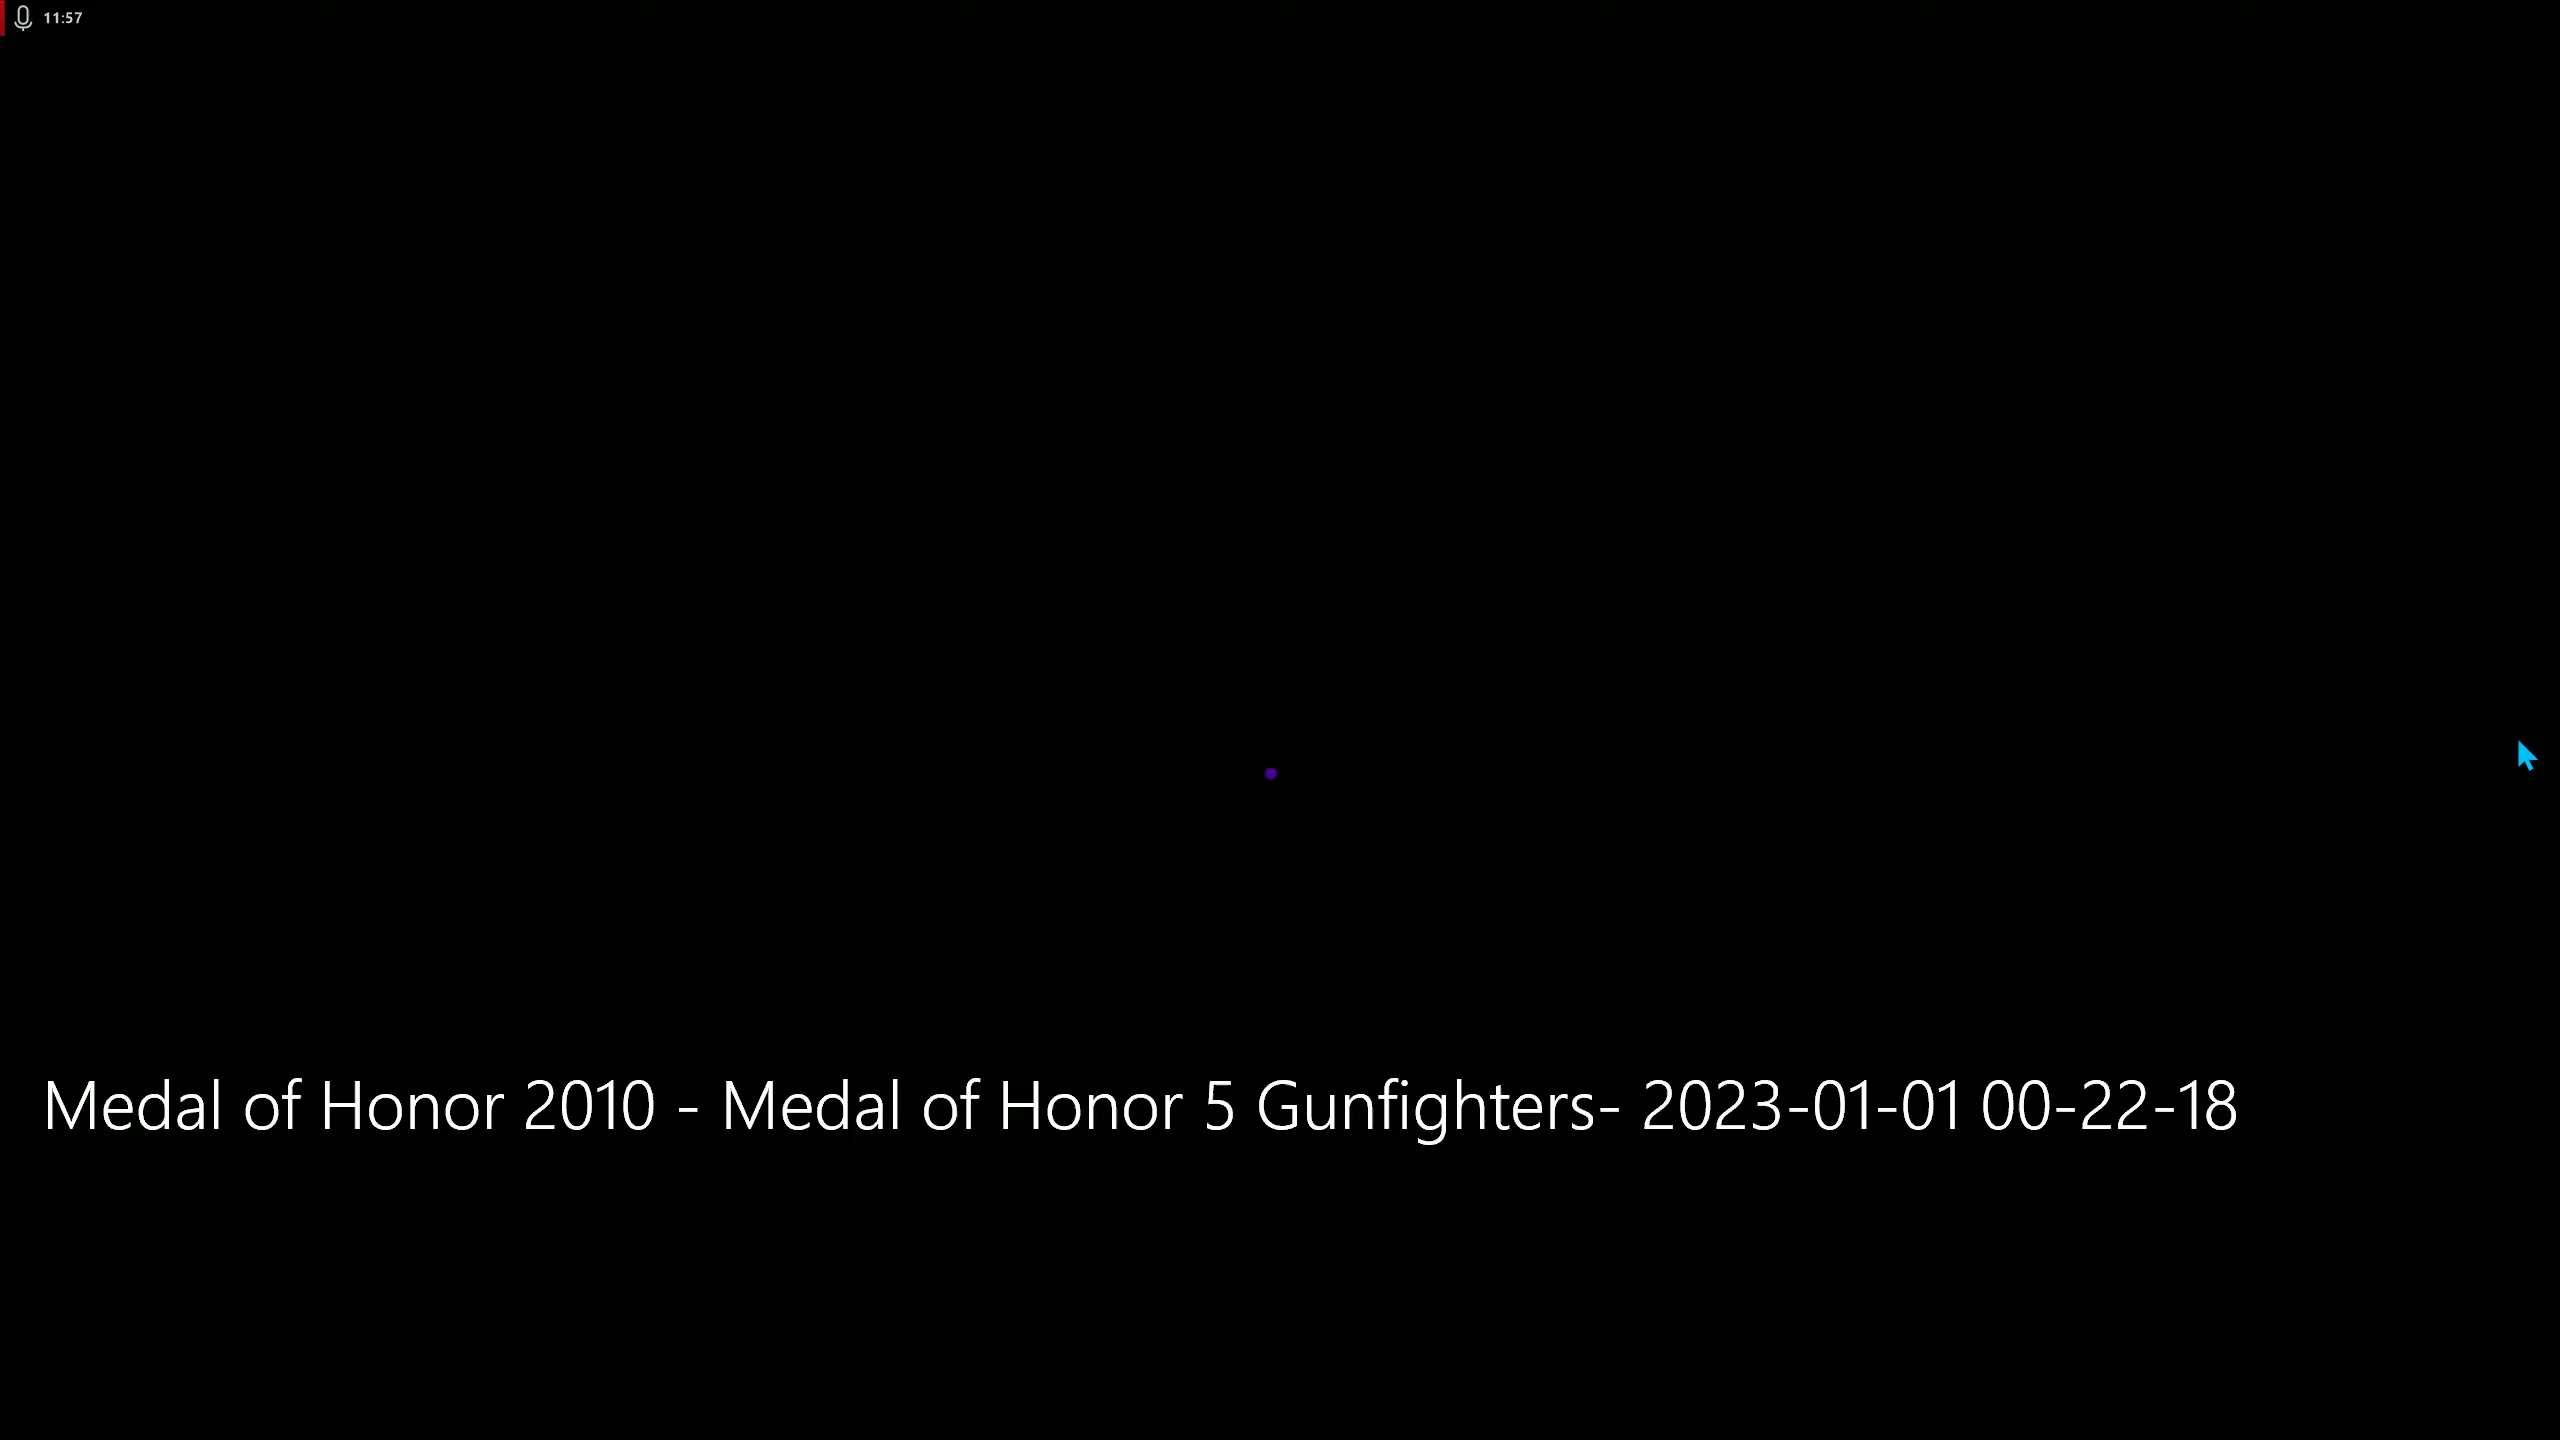 11:57
Medal of Honor 2010 - Medal of Honor 5 Gunfighters- 2023-01-01 00-22-18